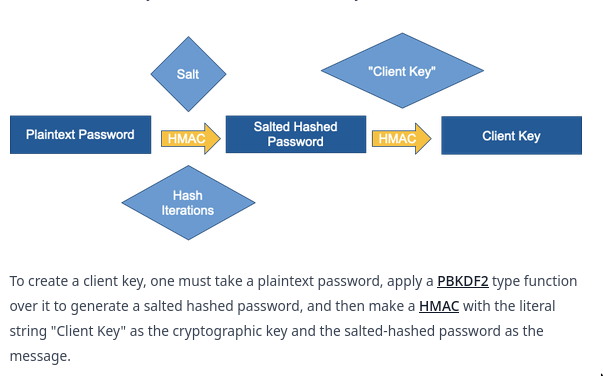 Salt
"Client Key"
Plaintext Password
HMAC
Salted Hashed
Password
HMAC
Client Key
Hash
Iterations
To create a client key, one must take a plaintext password, apply a PBKDF2 type function
over it to generate a salted hashed password, and then make a HMAC with the literal
string "Client Key" as the cryptographic key and the salted-hashed password as the
message.